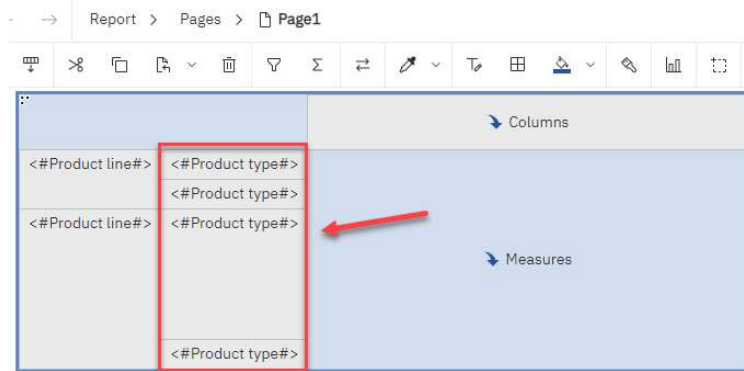 Report > Pages > Page1
Columns
<#Product line#> <#Product type#>
<#Product type#>
<#Product line#> <#Product type#>
Measures
<#Product type#>